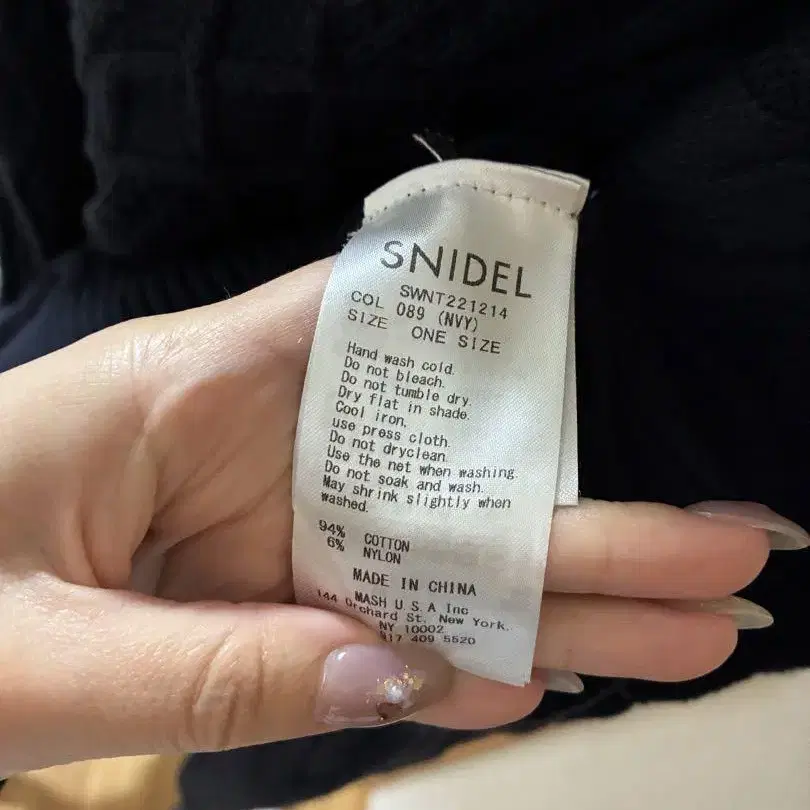 SNIDEL
SWNT221214
COL 089 (NVY)
SIZE ONE SIZE
Hand wash cold.
Do not bleach.
Do not tumble dry.
Dry flat in shade.
Cool iron,
use press cloth.
Do not dryclean.
Use the net when washing.
Do not soak and wash.
May shrink slightly when
washed.
94% COTTON
6% NYLON
MADE IN CHINA
MASH U S A Inc
144 Orchard St. New York.
NY 10002
917 409 5520